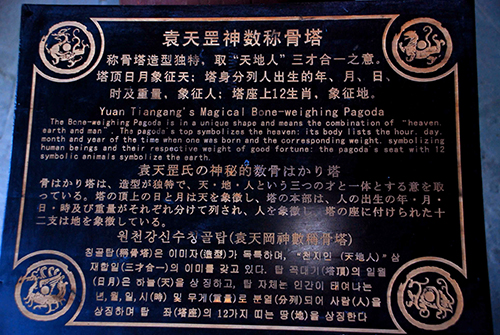 袁天罡神数称骨塔
称骨塔造型独特，取“天地人”三才合一之意。
塔顶日月象征天；塔身分列人出生的年、月、日、
时及重量，象征人；塔座上12生肖，象征地。
Yuan Tiangang's Magical Bone-weighing Pagoda
The Bone-weighing Pagoda is in a unique shape and means the combination of "heaven.
earth and man". The pagoda's top symbolizes the heaven; its body lists the hour. day.
month and year of the time when one was born and the corresponding weight. symbolizing
human beings and their respective weight of good fortune; the pagoda's seat with 12
symbolic animals symbolize the earth.
袁天罡氏の神秘的数骨はかり塔
骨はかり塔は、造型が独特で、天・地・人という三つの才と一体とする意を取
っている。塔の頂上の日と月は天を象徴し、塔の本部は、人の出生の年・月・
日・時及び重量がそれぞれ分けて列され、人を象徴し、塔の座に付けられた十
二支は地を象徴している。
원천강신수칭골탑(袁天岡神數稱骨塔)
칭골탑(稱骨塔)은 이미자(造型)가 독특하며, “천지인 (天地人)” 삼
재합일(三才合一)의 이미를 갖고 있다. 탑 꼭대기(塔顶)의 일월
(日月)은 하늘(天)을 상징하고, 탑 자체는 인간이 태여나는
년,월,일,시(時) 및 무게(重量)로 분열(分列)되여 사람(人)을
상징하며 탑 좌(塔座)의 12가지 띠는 땅(地)을 상징한다